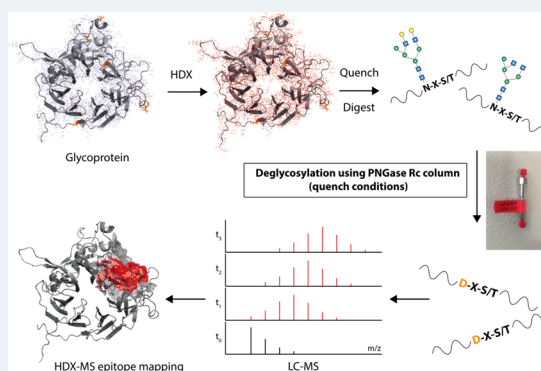 HDX
Quench
Digest
N-X-S/T
N-X-S/T
Glycoprotein
Deglycosylation using PNGase Rc column
(quench conditions)
t3
t2
t1
t0
m/z
D-X-S/T
D-X-S/T
HDX-MS epitope mapping
LC-MS